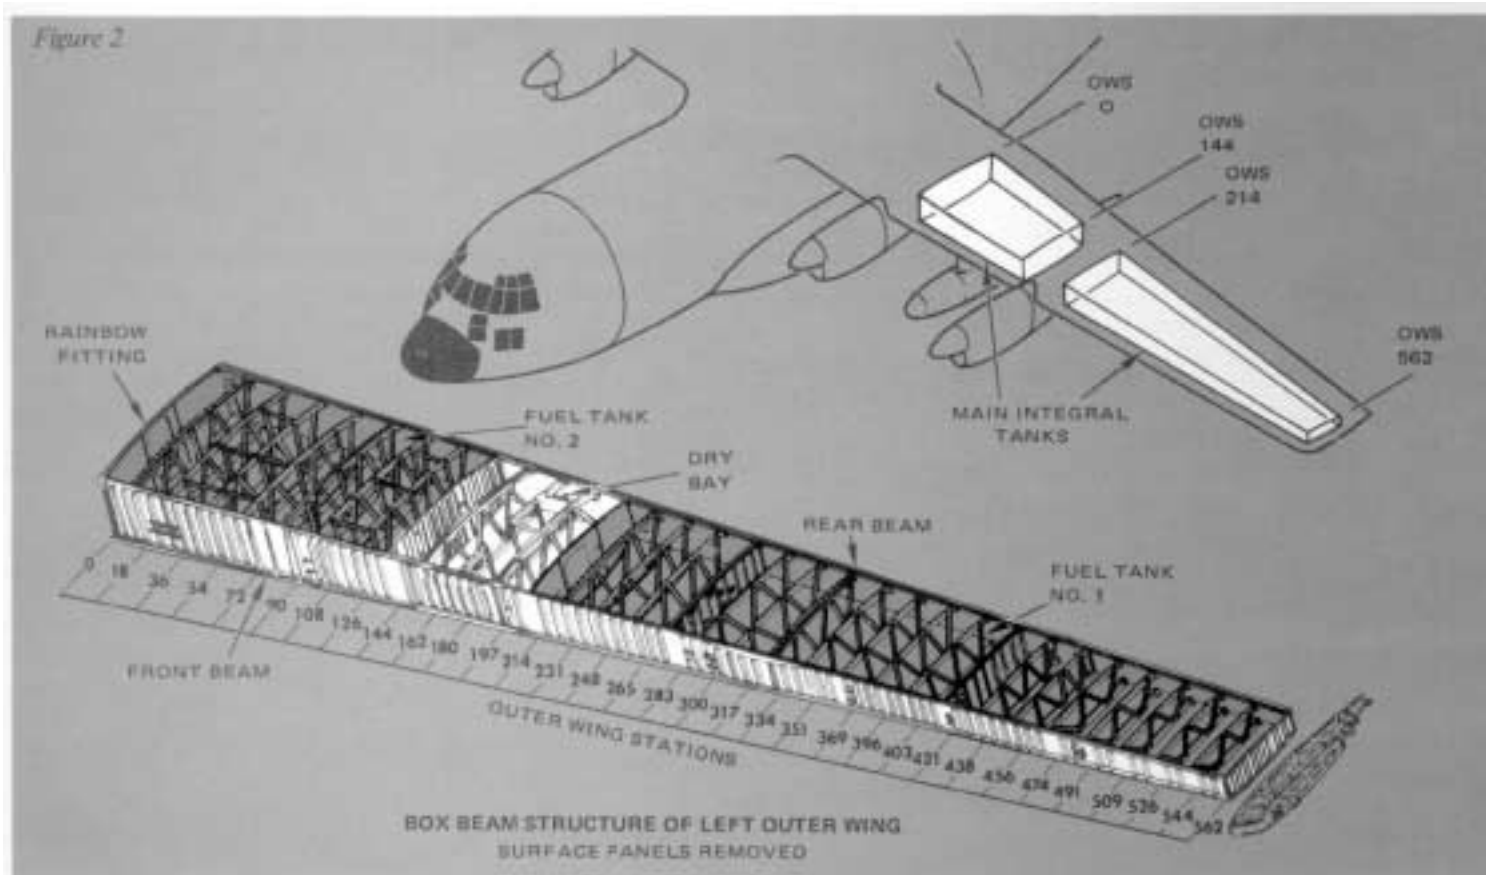 Figure 2
OWS
0
OWS
144
OWS
214
OWS
562
MAIN INTEGRAL
TANKS
RAINBOW
FITTING
FUEL TANK
NO. 2
DRY
BAY
REAR BEAM
FUEL TANK
NO. 1
0 18 36 54 72 90 108 126 144 162 180 197 214 231 248 265 283 300 317 334 351 369 396 403 421 438 456 474 491 509 526 544 562
FRONT BEAM
OUTER WING STATIONS
BOX BEAM STRUCTURE OF LEFT OUTER WING
SURFACE PANELS REMOVED